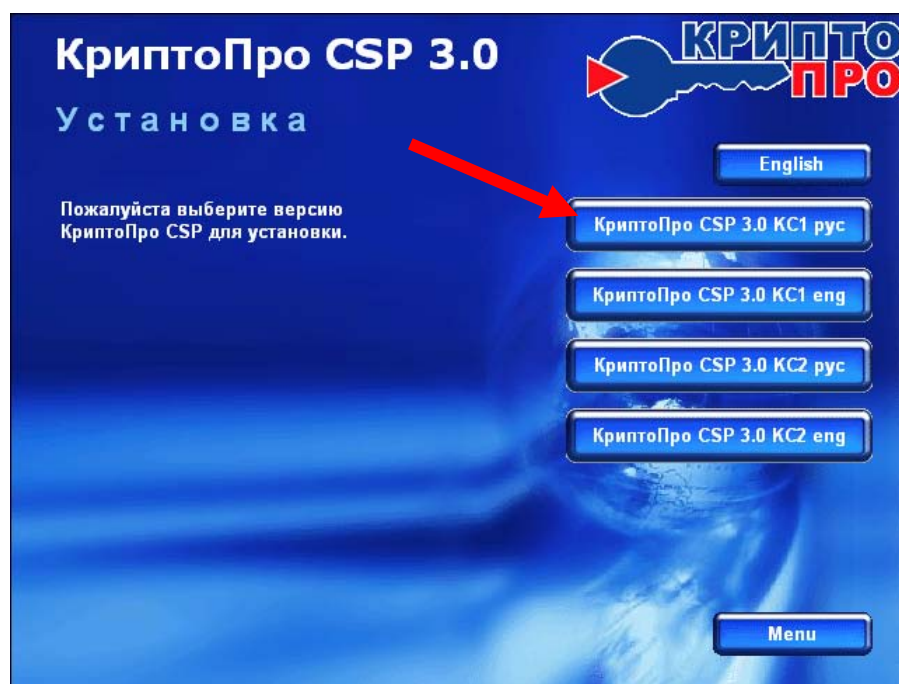 КриптоПро CSP 3.0
КРИПТО
ПРО
Установка
English
Пожалуйста выберите версию
КриптоПро CSP для установки.
КриптоПро CSP 3.0 КС1 рус
КриптоПро CSP 3.0 КС1 eng
КриптоПро CSP 3.0 КС2 рус
КриптоПро CSP 3.0 КС2 eng
Menu